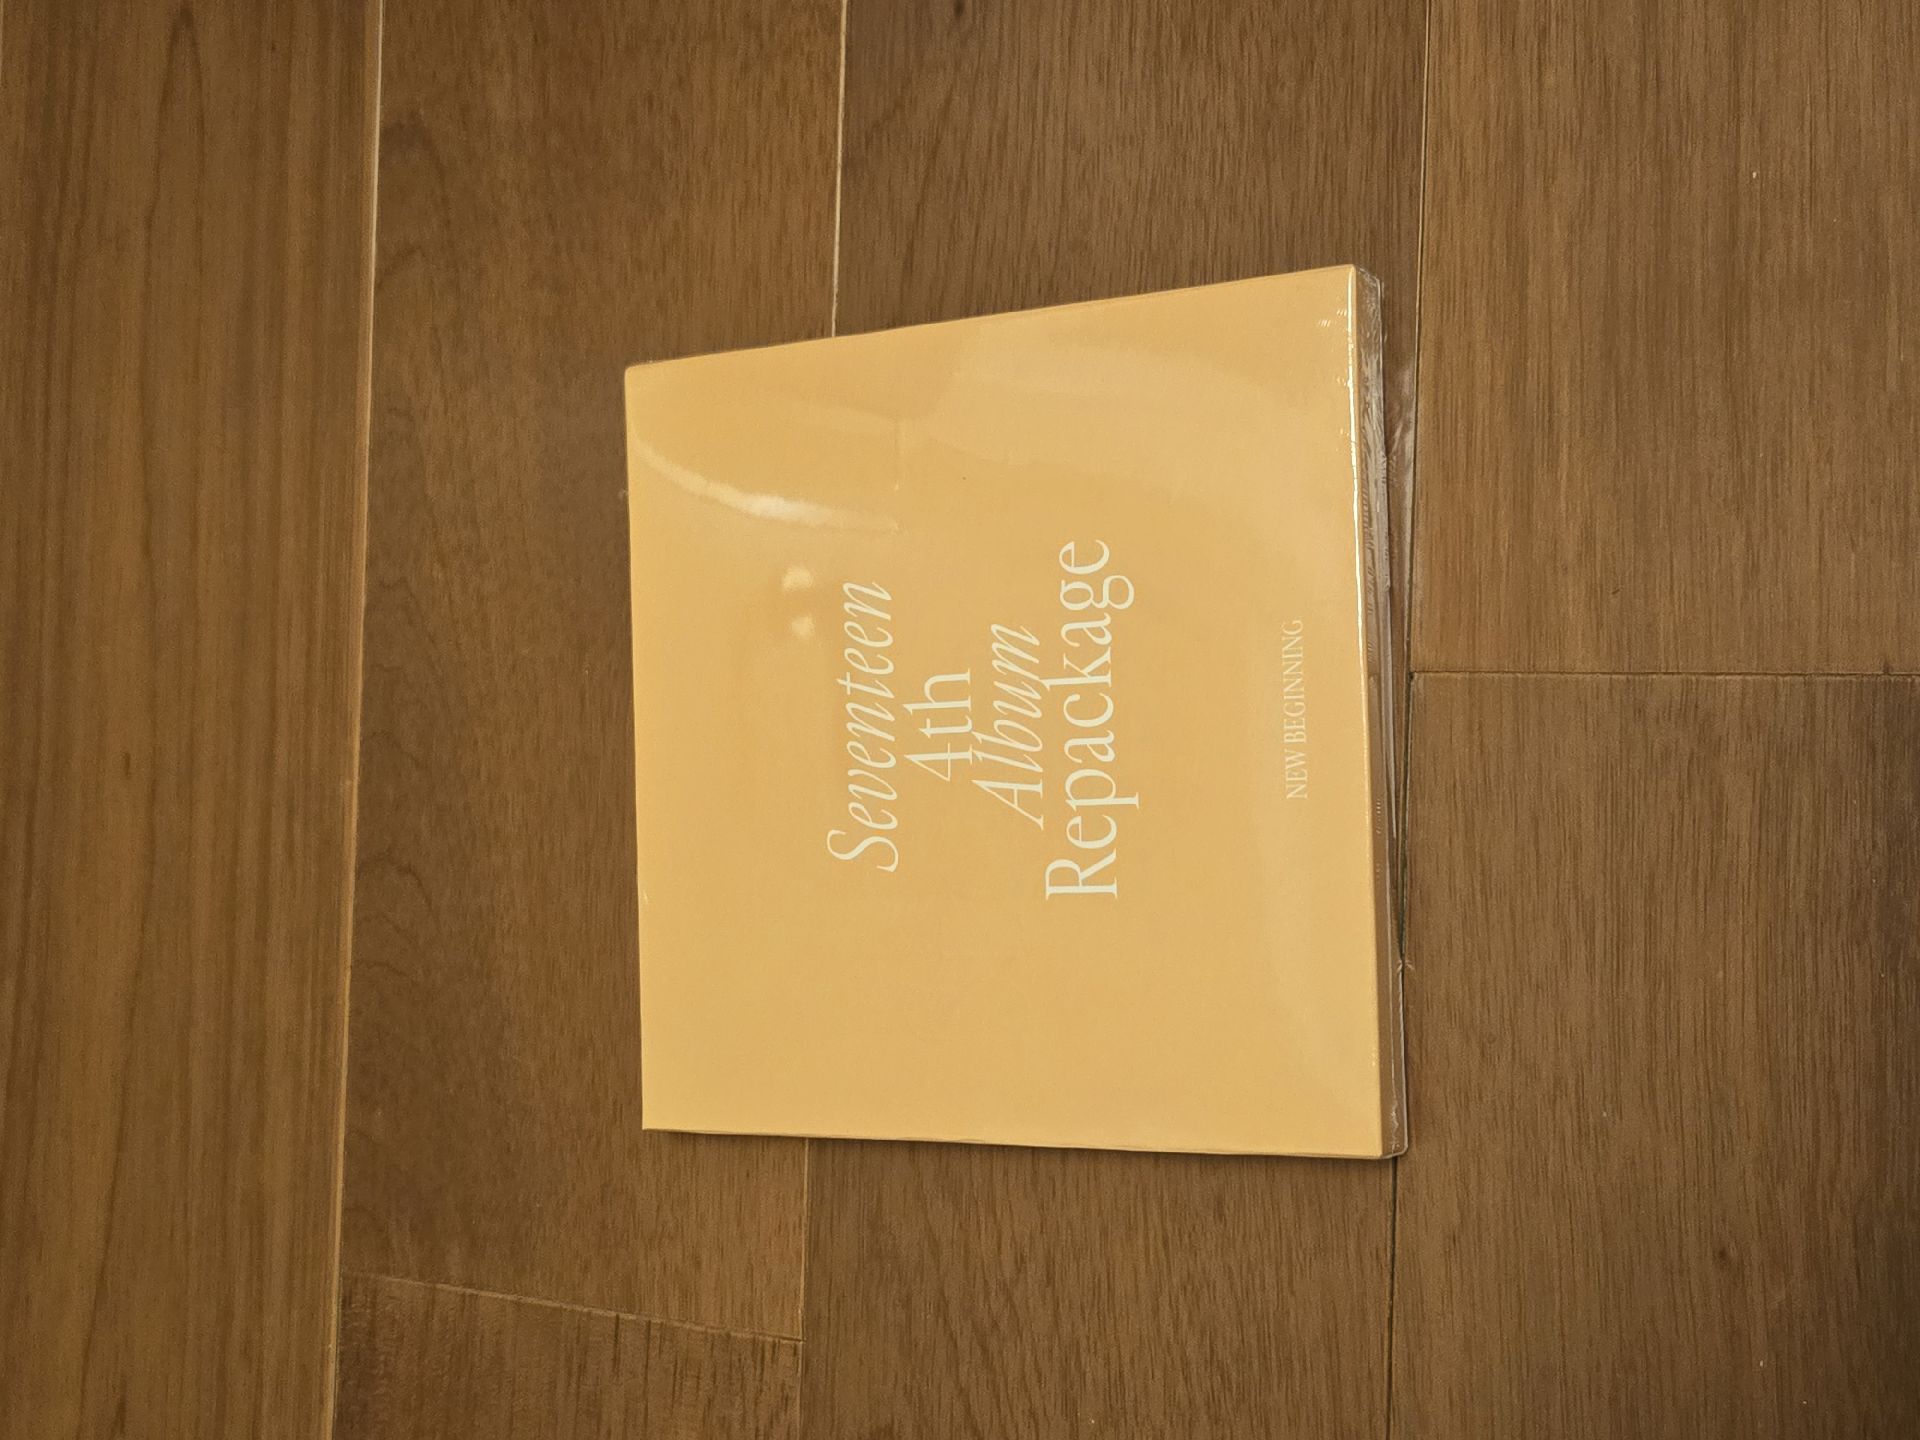 Seventeen
4th
Album
Repackage
NEW BEGINNING